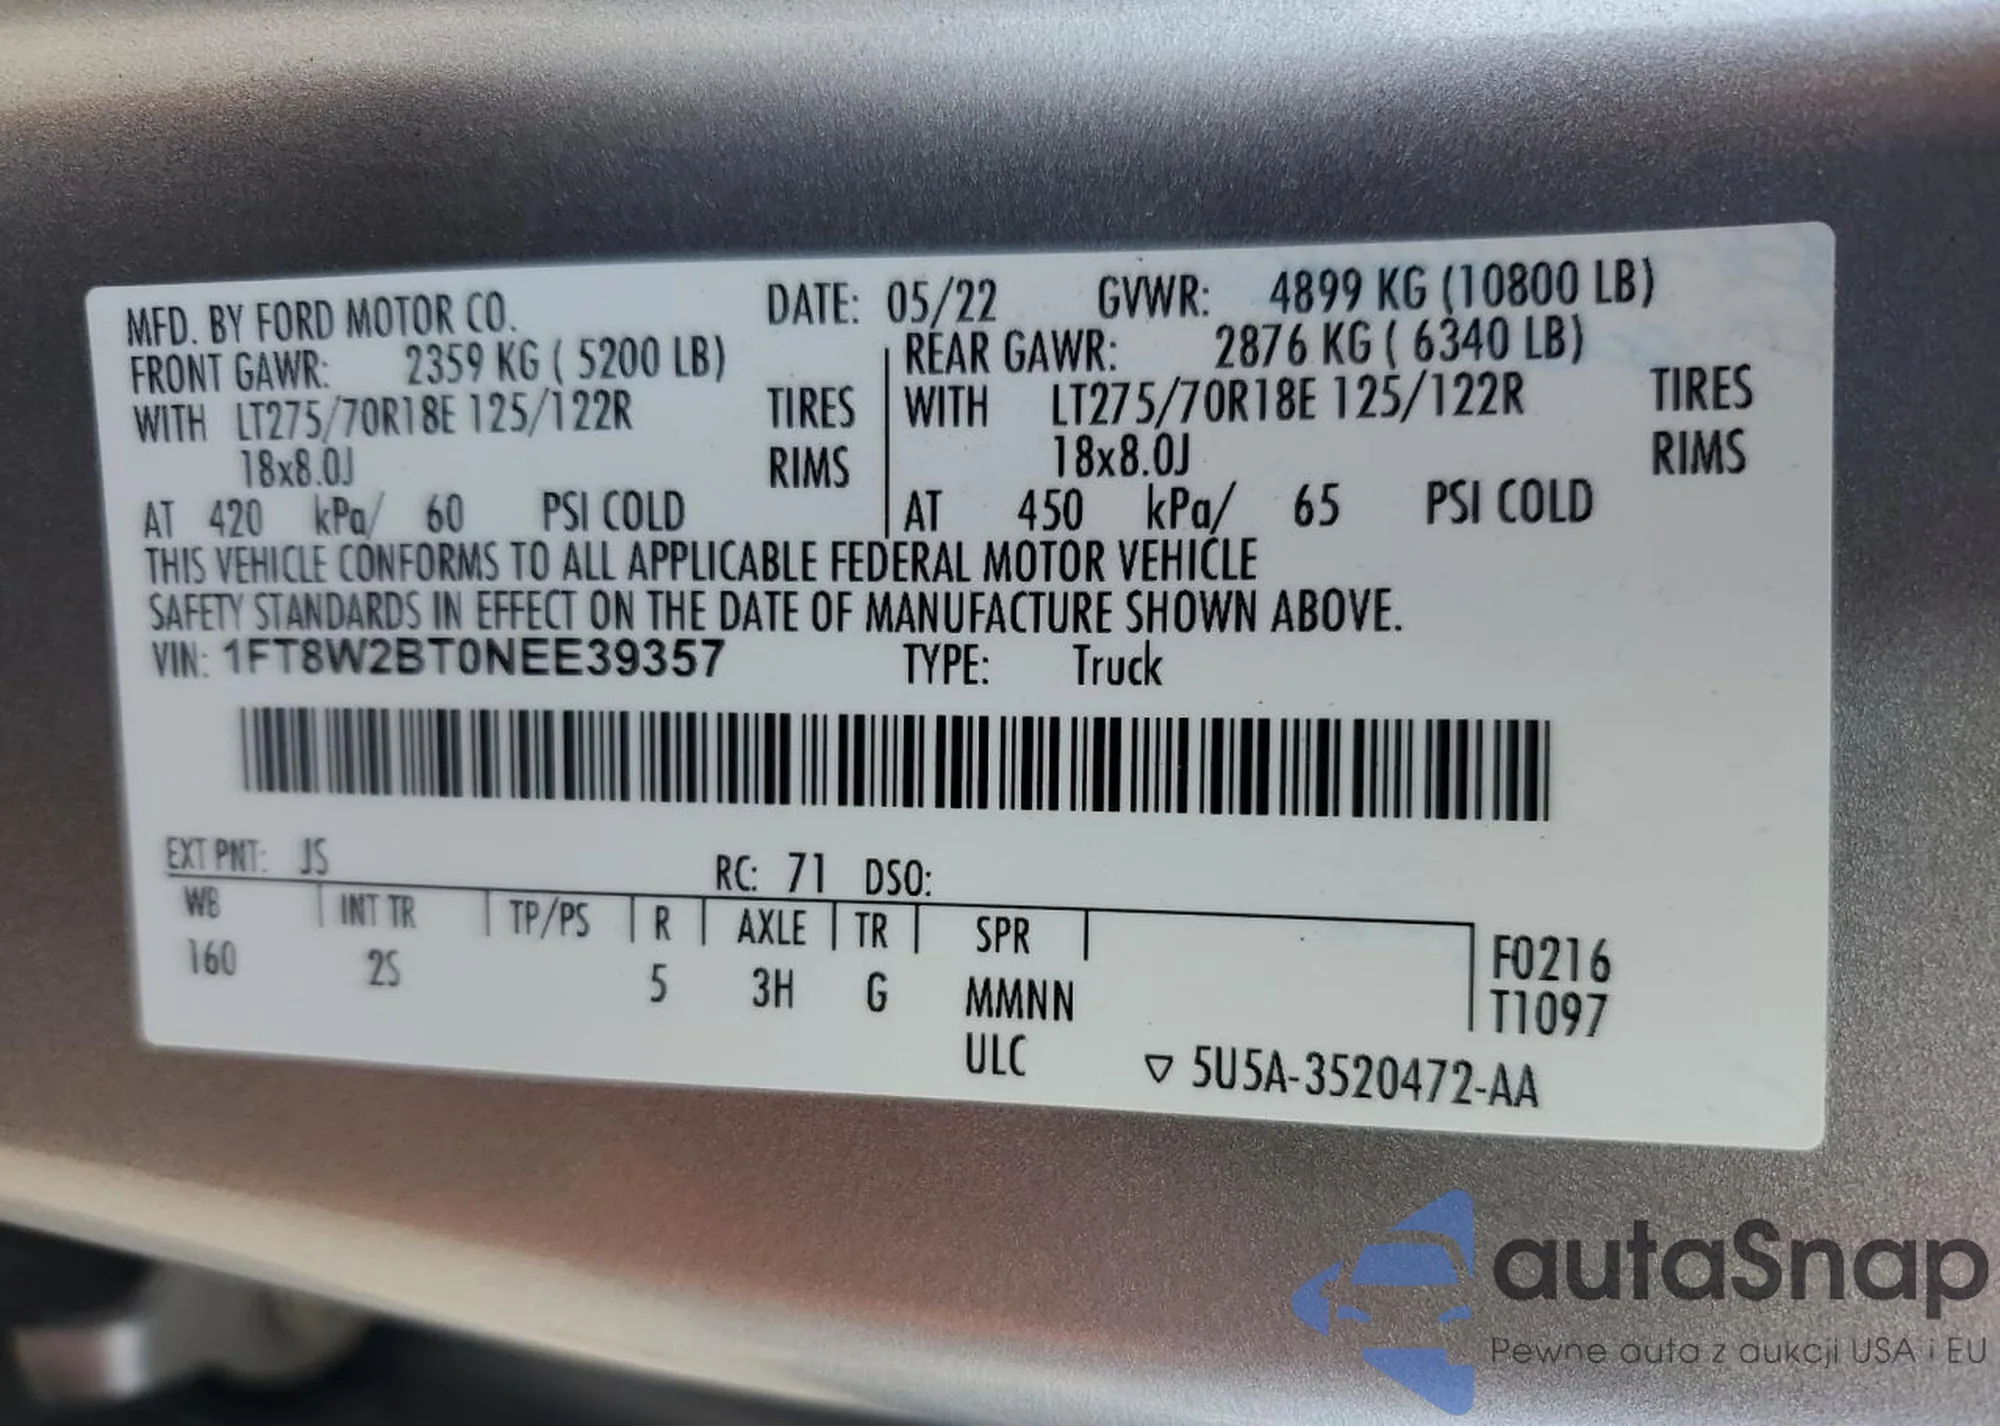 MFD. BY FORD MOTOR CO. DATE: 05/22 GVWR: 4899 KG (10800 LB)
FRONT GAWR: 2359 KG ( 5200 LB) REAR GAWR: 2876 KG ( 6340 LB)
WITH LT275/70R18E 125/122R TIRES WITH LT275/70R18E 125/122R TIRES
18x8.0J RIMS 18x8.0J RIMS
AT 420 kPa/ 60 PSI COLD AT 450 kPa/ 65 PSI COLD
THIS VEHICLE CONFORMS TO ALL APPLICABLE FEDERAL MOTOR VEHICLE
SAFETY STANDARDS IN EFFECT ON THE DATE OF MANUFACTURE SHOWN ABOVE.
VIN: 1FT8W2BT0NEE39357 TYPE: Truck
EXT PNT: JS RC: 71 DSO:
WB INT TR TP/PS R AXLE TR SPR F0216
160 2S 5 3H G MMNN T1097
ULC ▽ 5U5A-3520472-AA
autaSnap
Pewne auta z aukcji USA i EU